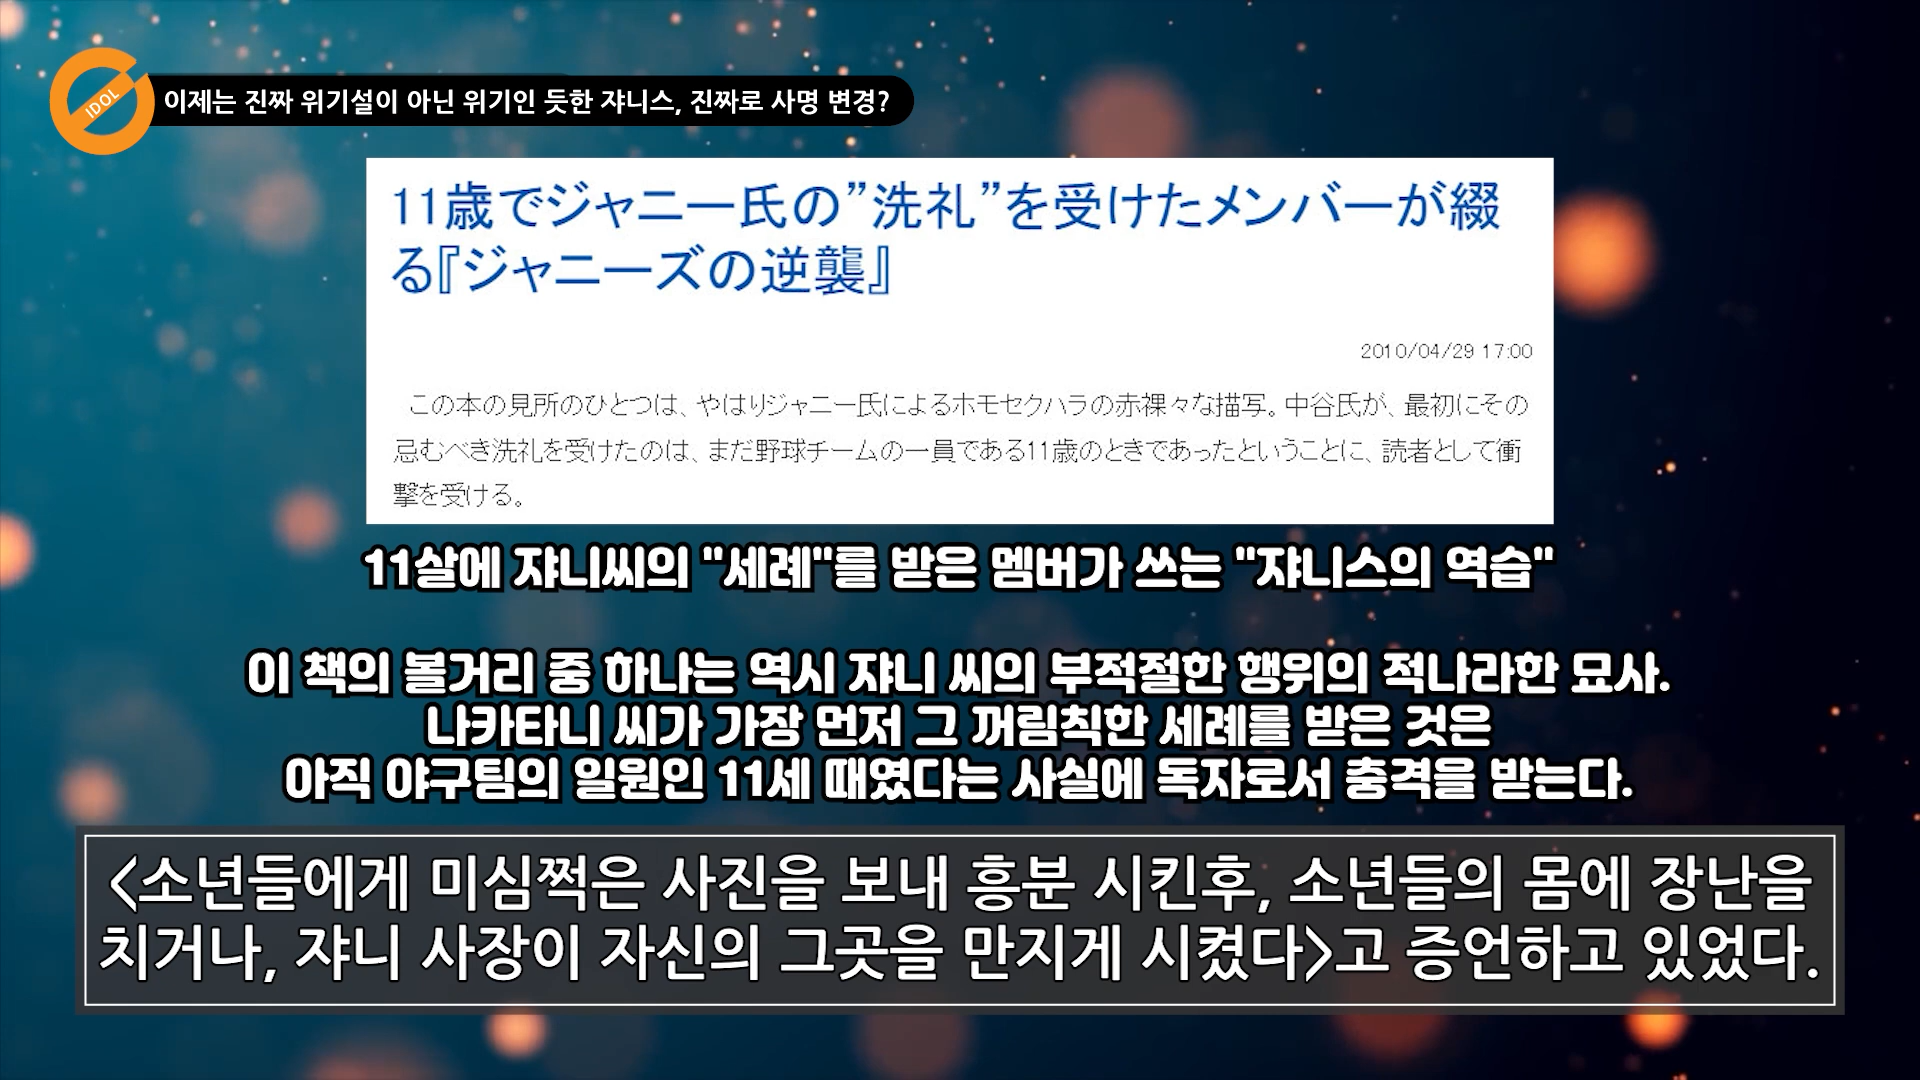 IDOL
이제는 진짜 위기설이 아닌 위기인 듯한 쟈니스, 진짜로 사명 변경?
11歳でジャニー氏の”洗礼”を受けたメンバーが綴
る『ジャニーズの逆襲』
2010/04/29 17:00
この本の見所のひとつは、やはりジャニー氏によるホモセクハラの赤裸々な描写。中谷氏が、最初にその
忌むべき洗礼を受けたのは、まだ野球チームの一員である11歳のときであったということに、読者として衝
撃を受ける。
11살에 쟈니씨의 "세례"를 받은 멤버가 쓰는 "쟈니스의 역습"
이 책의 볼거리 중 하나는 역시 쟈니 씨의 부적절한 행위의 적나라한 묘사.
나카타니 씨가 가장 먼저 그 꺼림칙한 세례를 받은 것은
아직 야구팀의 일원인 11세 때였다는 사실에 독자로서 충격을 받는다.
<소년들에게 미심쩍은 사진을 보내 흥분 시킨후, 소년들의 몸에 장난을
치거나, 쟈니 사장이 자신의 그곳을 만지게 시켰다>고 증언하고 있었다.